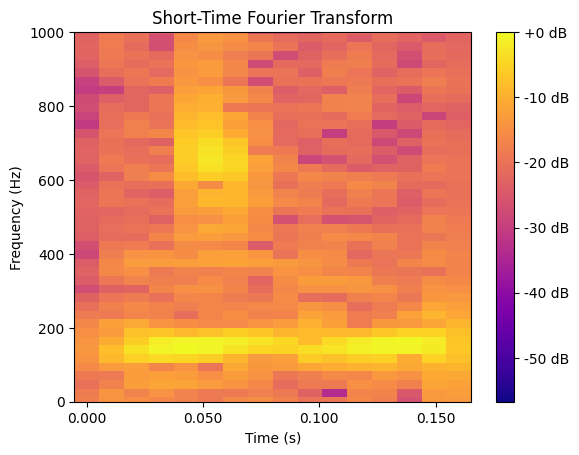 Short-Time Fourier Transform
Frequency (Hz)
1000
800
600
400
200
0
0.000
0.050
0.100
0.150
Time (s)
+0 dB
-10 dB
-20 dB
-30 dB
-40 dB
-50 dB